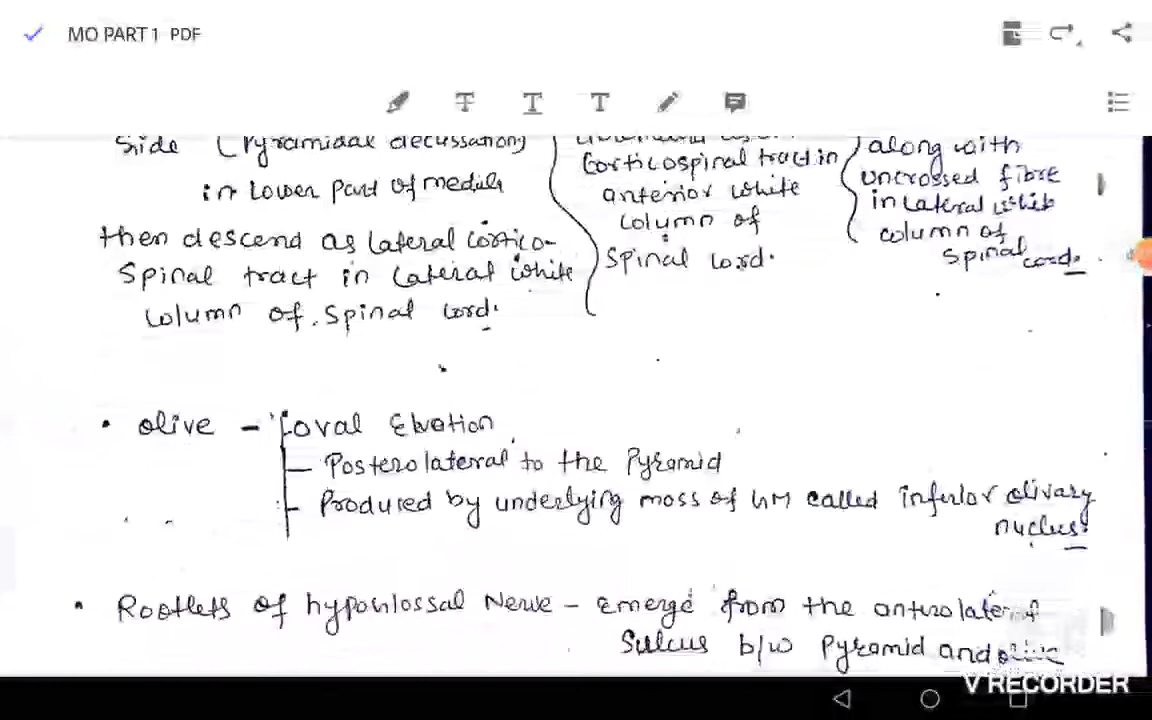 MO PART 1 PDF
Side (Pyramidal decussation)
in lower part of medulla
then descend as lateral cortico-
spinal tract in lateral white
column of spinal cord.
corticospinal tract in
anterior white
column of
spinal cord.
along with
uncrossed fibre
in lateral white
column of
spinal cord.
• olive - oval Elvation
- Posterolateral to the Pyramid
- Produced by underlying mass of GM called inferior olivary
nucleus
• Rootlets of hypoglossal Nerve - emerge from the anterolateral
Sulcus b/w Pyramid and olive
V RECORDER